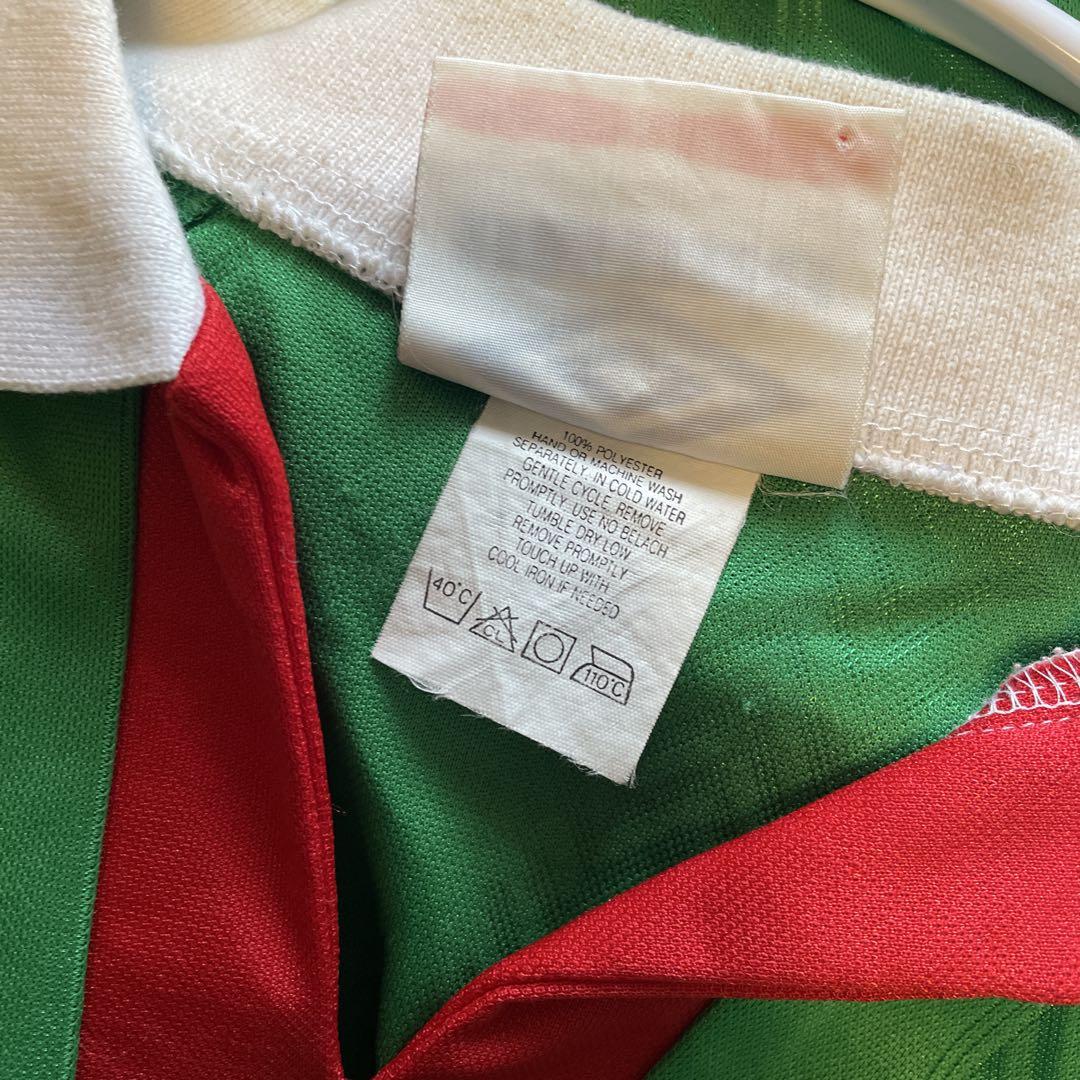 100% POLYESTER
HAND OR MACHINE WASH
SEPARATELY. IN COLD WATER
GENTLE CYCLE. REMOVE
PROMPTLY. USE NO BELACH
TUMBLE DRY LOW
REMOVE PROMPTLY
TOUCH UP WITH
COOL IRON IF NEEDED
40°C CL 110°C